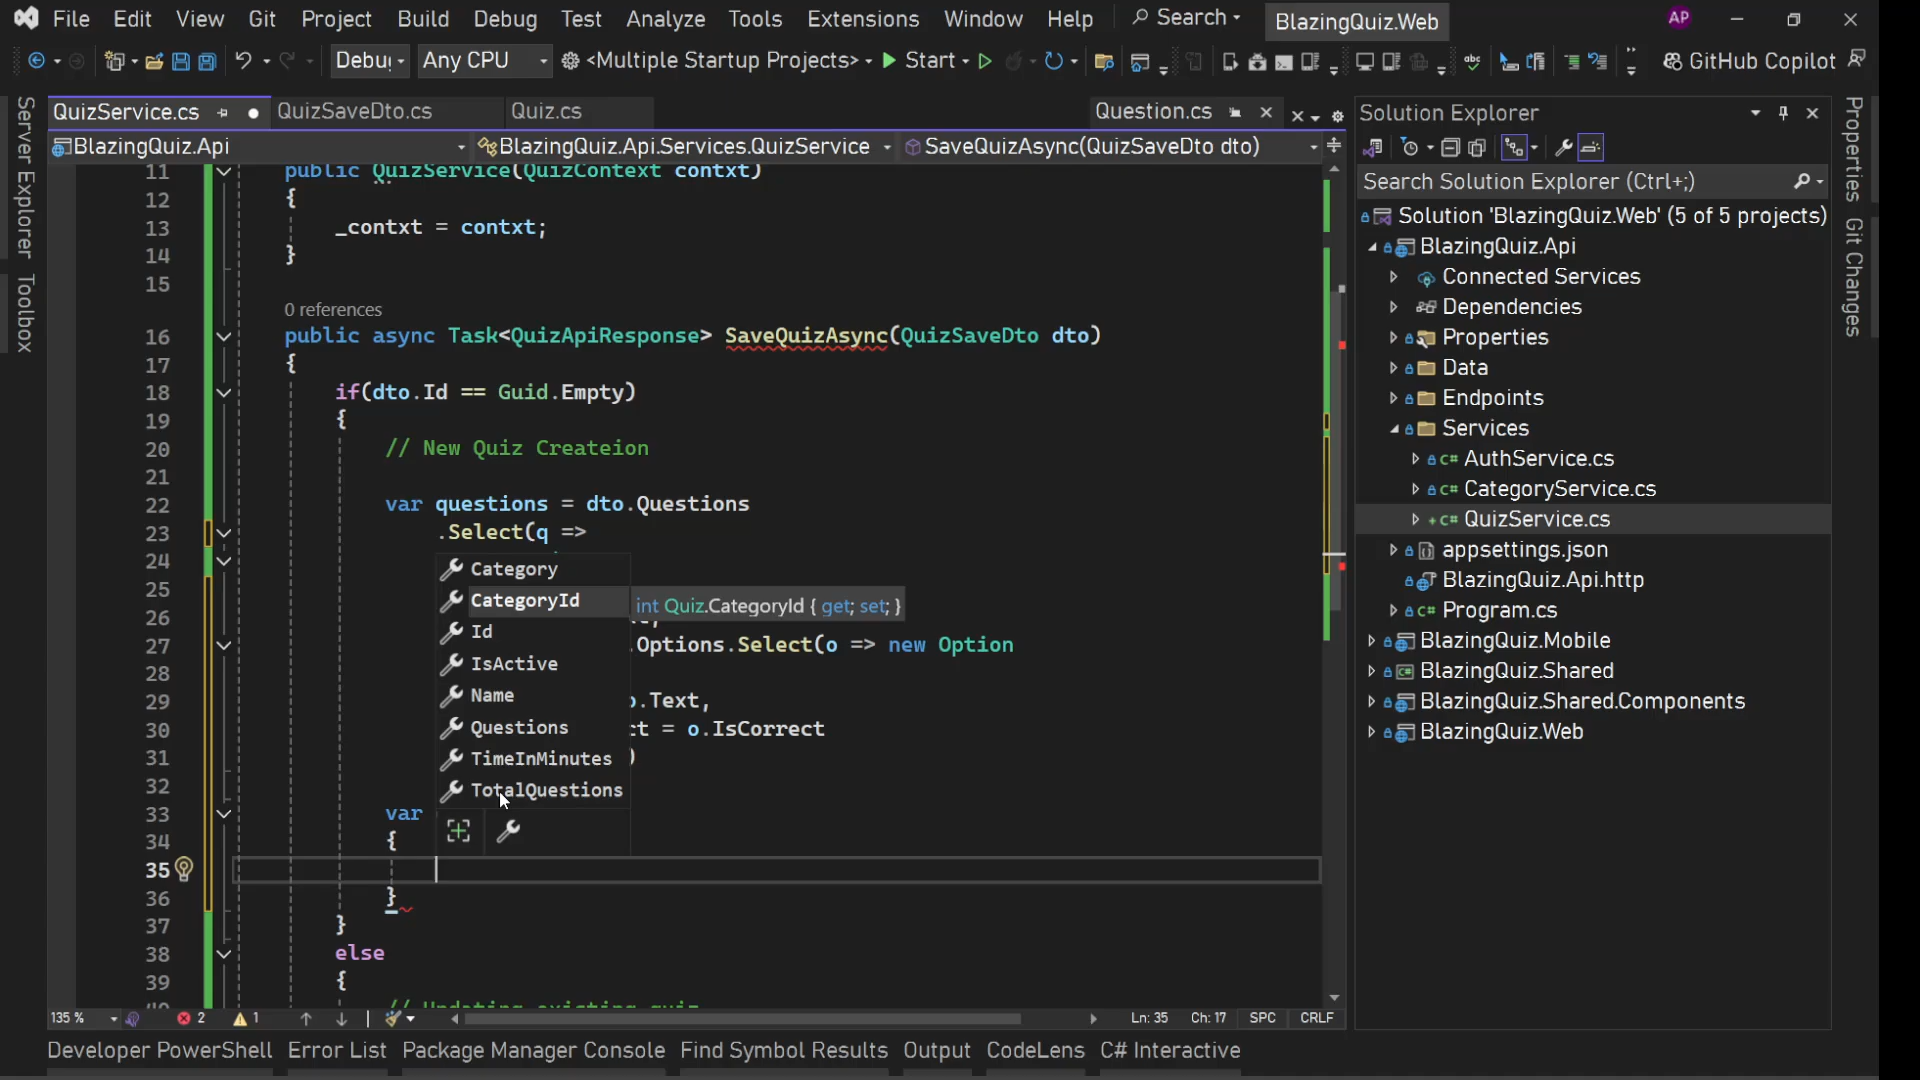 File Edit View Git Project Build Debug Test Analyze Tools Extensions Window Help Search BlazingQuiz.Web AP
Debug Any CPU <Multiple Startup Projects> Start GitHub Copilot
QuizService.cs QuizSaveDto.cs Quiz.cs Question.cs
BlazingQuiz.Api BlazingQuiz.Api.Services.QuizService SaveQuizAsync(QuizSaveDto dto)
Server Explorer
Toolbox
11 public QuizService(QuizContext contxt)
12 {
13 _contxt = contxt;
14 }
15
0 references
16 public async Task<QuizApiResponse> SaveQuizAsync(QuizSaveDto dto)
17 {
18 if(dto.Id == Guid.Empty)
19 {
20 // New Quiz Createion
21
22 var questions = dto.Questions
23 .Select(q =>
24
25
26
27 .Options.Select(o => new Option
28
29 o.Text,
30 ct = o.IsCorrect
31 )
32
33 var
34 {
35
36 }
37 }
38 else
39 {
// Updating existing quiz
Category
CategoryId
int Quiz.CategoryId { get; set; }
Id
IsActive
Name
Questions
TimeInMinutes
TotalQuestions
135 % 2 1 Ln: 35 Ch: 17 SPC CRLF
Developer PowerShell Error List Package Manager Console Find Symbol Results Output CodeLens C# Interactive
Solution Explorer
Search Solution Explorer (Ctrl+;)
Solution 'BlazingQuiz.Web' (5 of 5 projects)
BlazingQuiz.Api
Connected Services
Dependencies
Properties
Data
Endpoints
Services
AuthService.cs
CategoryService.cs
QuizService.cs
appsettings.json
BlazingQuiz.Api.http
Program.cs
BlazingQuiz.Mobile
BlazingQuiz.Shared
BlazingQuiz.Shared.Components
BlazingQuiz.Web
Properties
Git Changes